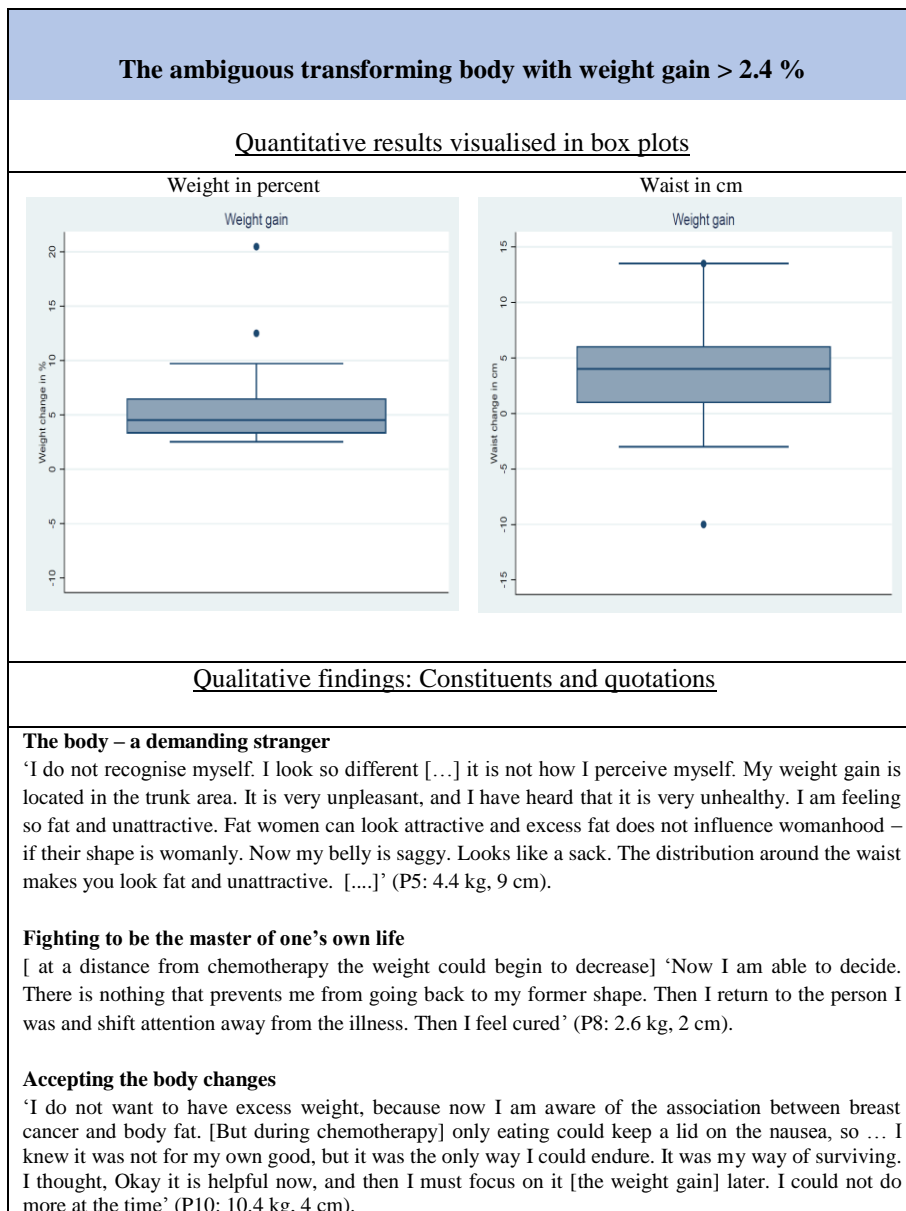 The ambiguous transforming body with weight gain > 2.4 %
Quantitative results visualised in box plots
Weight in percent
Weight gain
Weight change in %
20
15
10
5
0
-5
-10
Waist in cm
Weight gain
Waist change in cm
15
10
5
0
-5
-10
-15
Qualitative findings: Constituents and quotations
The body – a demanding stranger
‘I do not recognise myself. I look so different […] it is not how I perceive myself. My weight gain is
located in the trunk area. It is very unpleasant, and I have heard that it is very unhealthy. I am feeling
so fat and unattractive. Fat women can look attractive and excess fat does not influence womanhood –
if their shape is womanly. Now my belly is saggy. Looks like a sack. The distribution around the waist
makes you look fat and unattractive. [....]’ (P5: 4.4 kg, 9 cm).
Fighting to be the master of one’s own life
[ at a distance from chemotherapy the weight could begin to decrease] ‘Now I am able to decide.
There is nothing that prevents me from going back to my former shape. Then I return to the person I
was and shift attention away from the illness. Then I feel cured’ (P8: 2.6 kg, 2 cm).
Accepting the body changes
‘I do not want to have excess weight, because now I am aware of the association between breast
cancer and body fat. [But during chemotherapy] only eating could keep a lid on the nausea, so … I
knew it was not for my own good, but it was the only way I could endure. It was my way of surviving.
I thought, Okay it is helpful now, and then I must focus on it [the weight gain] later. I could not do
more at the time’ (P10: 10.4 kg, 4 cm).